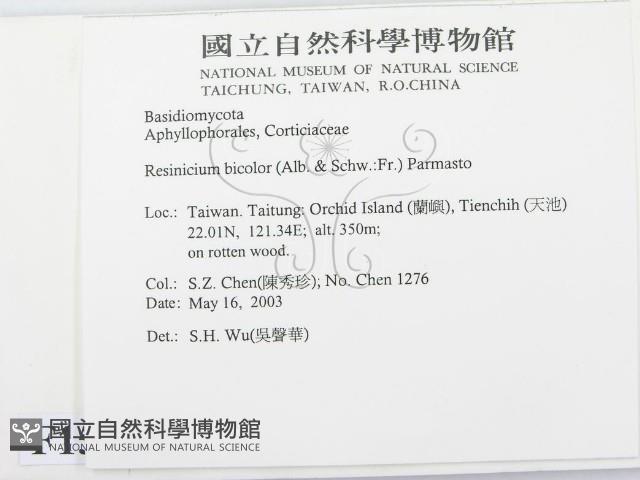 國立自然科學博物館
NATIONAL MUSEUM OF NATURAL SCIENCE
TAICHUNG, TAIWAN, R.O.CHINA
Basidiomycota
Aphyllophorales, Corticiaceae
Resinicium bicolor (Alb. & Schw.:Fr.) Parmasto
Loc.: Taiwan. Taitung: Orchid Island (蘭嶼), Tienchih (天池)
22.01N, 121.34E; alt. 350m;
on rotten wood.
Col.: S.Z. Chen(陳秀珍); No. Chen 1276
Date: May 16, 2003
Det.: S.H. Wu(吳聲華)
國立自然科學博物館
NATIONAL MUSEUM OF NATURAL SCIENCE